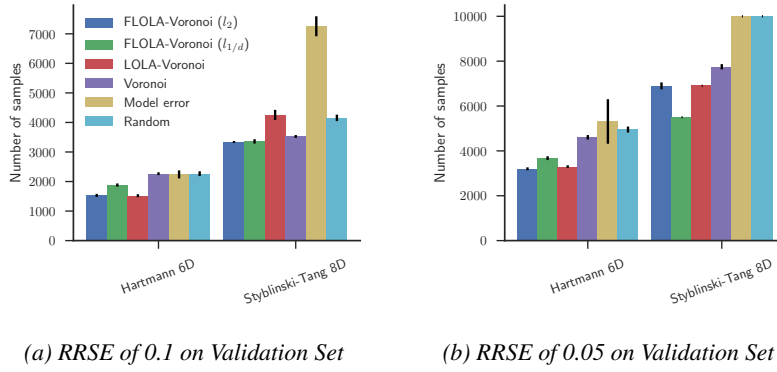 Number of samples
7000
6000
5000
4000
3000
2000
1000
0
FLOLA-Voronoi (l₂)
FLOLA-Voronoi (l₁/d)
LOLA-Voronoi
Voronoi
Model error
Random
Hartmann 6D
Styblinski-Tang 8D
(a) RRSE of 0.1 on Validation Set
Number of samples
10000
8000
6000
4000
2000
0
Hartmann 6D
Styblinski-Tang 8D
(b) RRSE of 0.05 on Validation Set